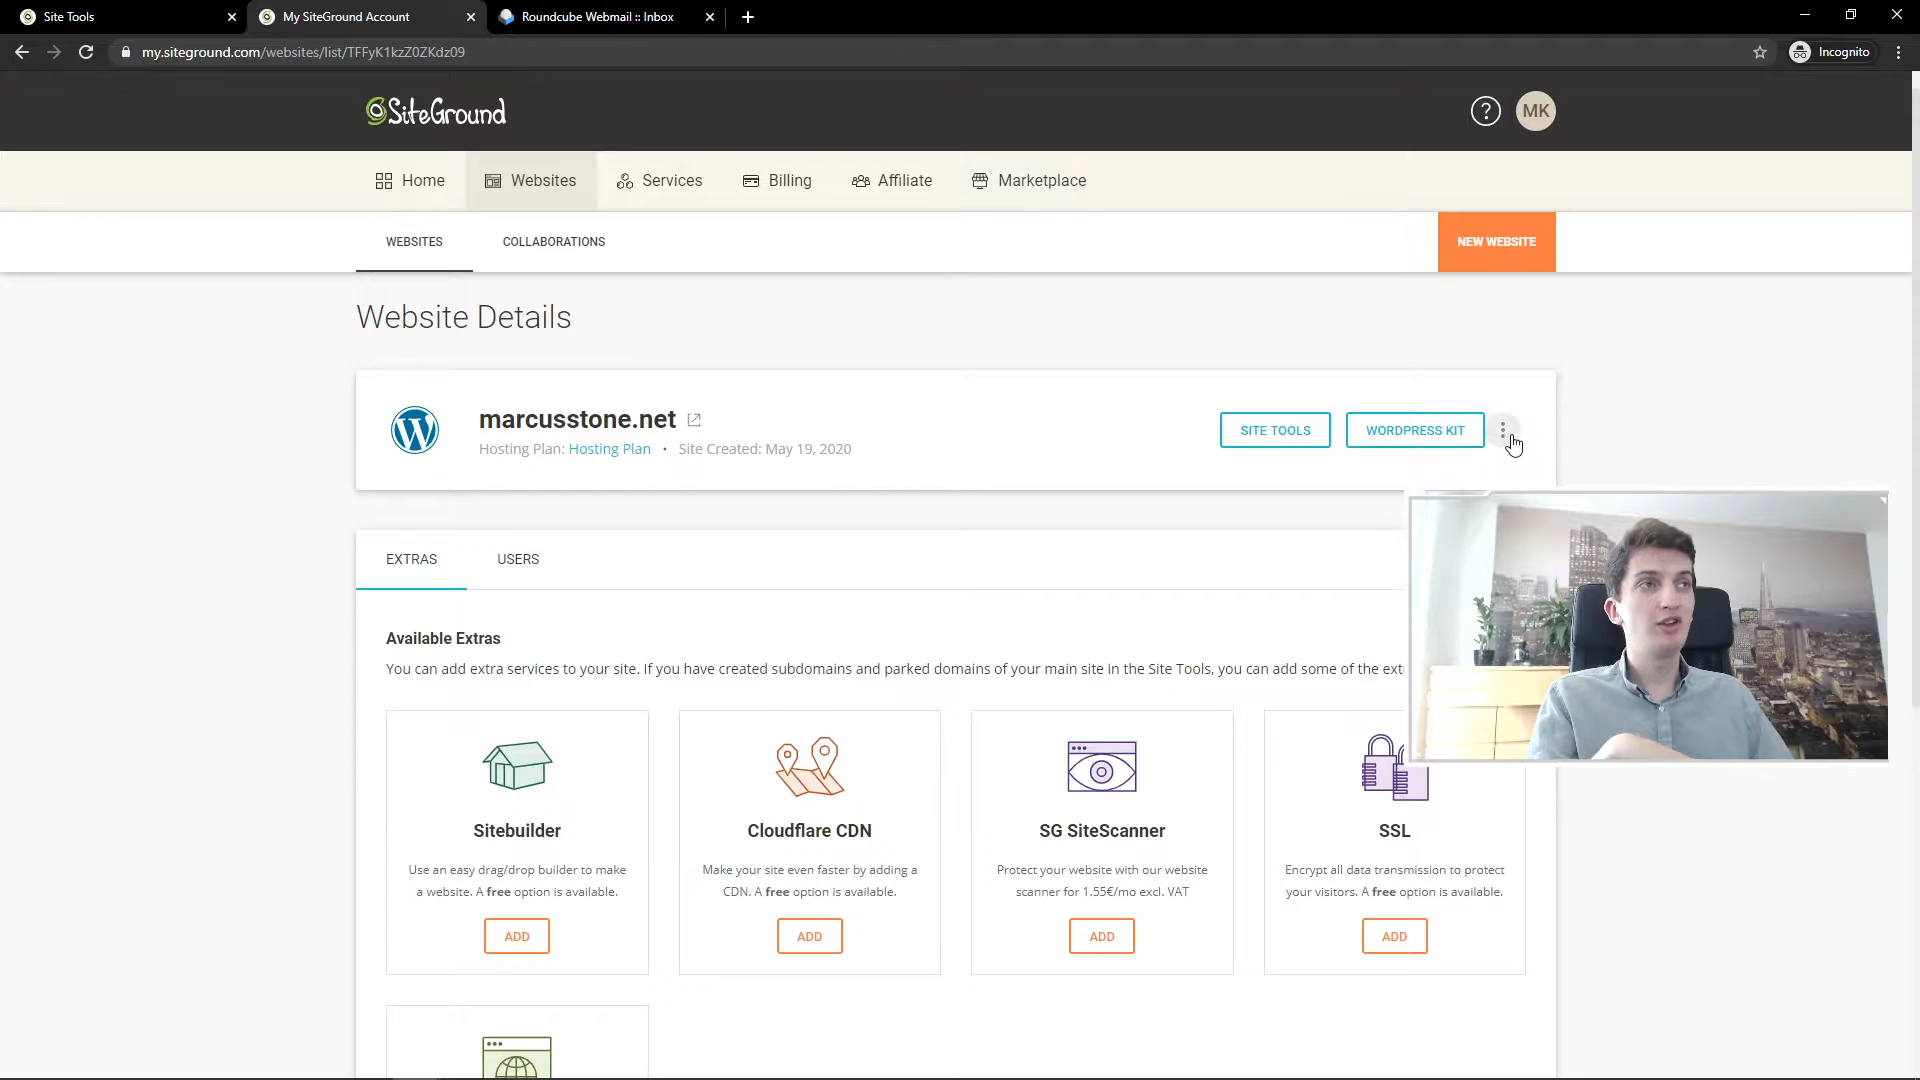 Site Tools
My SiteGround Account
Roundcube Webmail :: Inbox
my.siteground.com/websites/list/TFFyK1kzZ0ZKdz09
Incognito
SiteGround
?
MK
Home
Websites
Services
Billing
Affiliate
Marketplace
WEBSITES
COLLABORATIONS
NEW WEBSITE
Website Details
marcusstone.net
SITE TOOLS
WORDPRESS KIT
Hosting Plan: Hosting Plan • Site Created: May 19, 2020
EXTRAS
USERS
Available Extras
You can add extra services to your site. If you have created subdomains and parked domains of your main site in the Site Tools, you can add some of the ext
Sitebuilder
Use an easy drag/drop builder to make
a website. A free option is available.
ADD
Cloudflare CDN
Make your site even faster by adding a
CDN. A free option is available.
ADD
SG SiteScanner
Protect your website with our website
scanner for 1.55€/mo excl. VAT
ADD
SSL
Encrypt all data transmission to protect
your visitors. A free option is available.
ADD